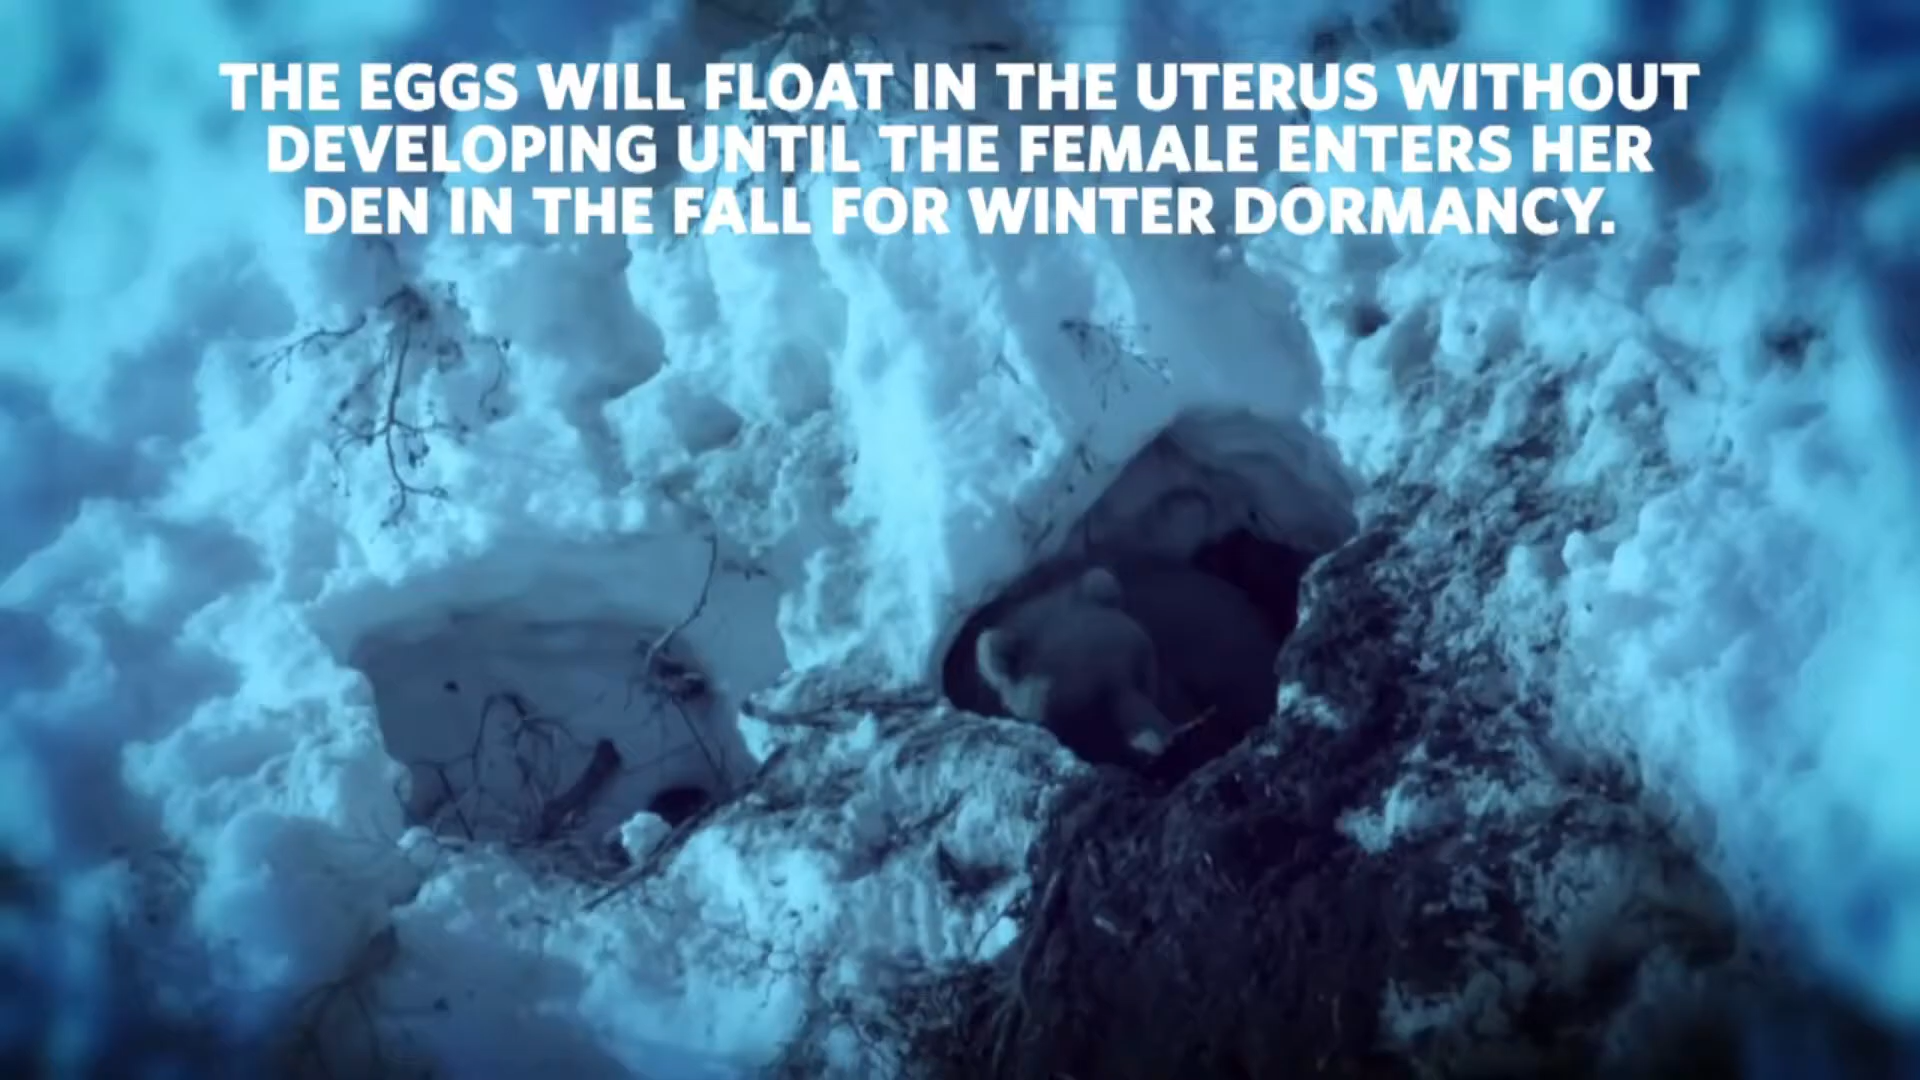 THE EGGS WILL FLOAT IN THE UTERUS WITHOUT
DEVELOPING UNTIL THE FEMALE ENTERS HER
DEN IN THE FALL FOR WINTER DORMANCY.